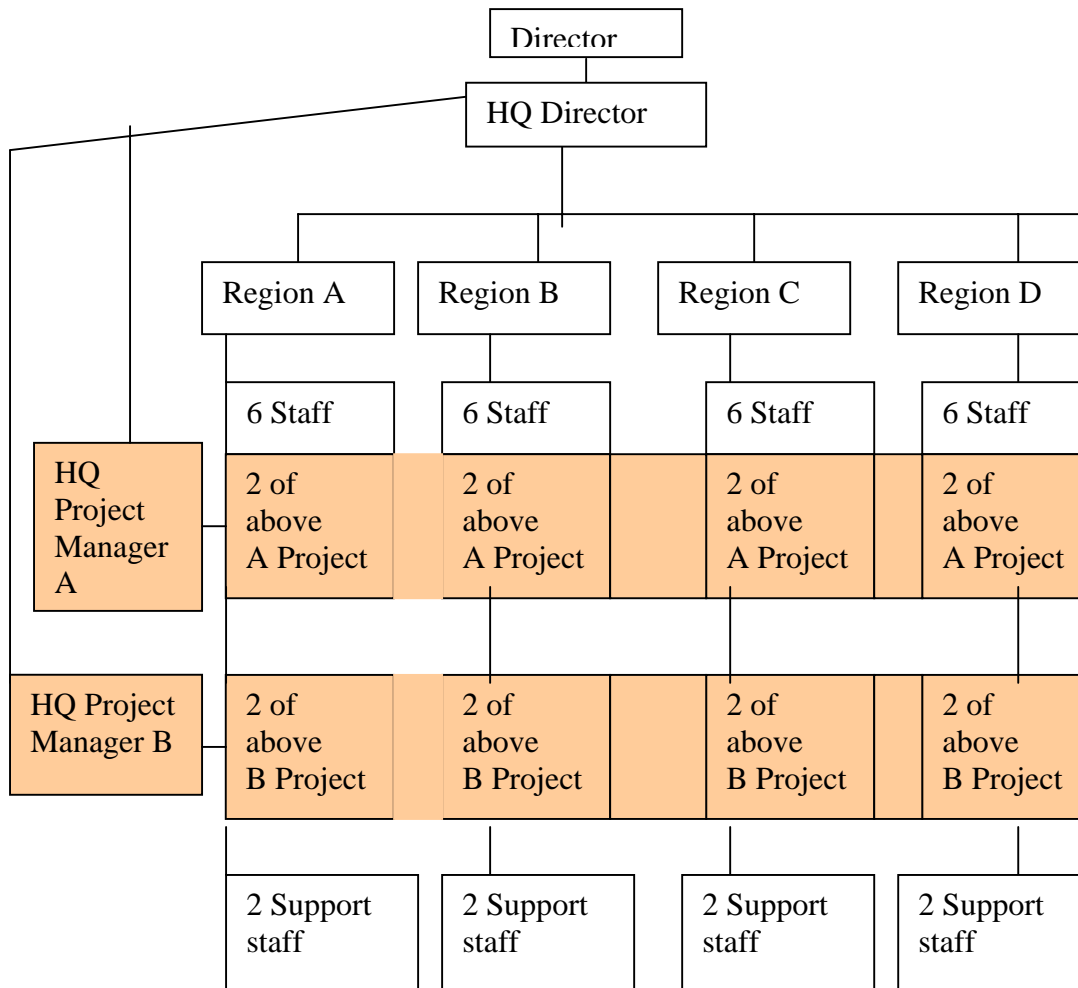 Director
HQ Director
Region A
Region B
Region C
Region D
6 Staff
6 Staff
6 Staff
6 Staff
HQ
Project
Manager
A
2 of
above
A Project
2 of
above
A Project
2 of
above
A Project
2 of
above
A Project
HQ Project
Manager B
2 of
above
B Project
2 of
above
B Project
2 of
above
B Project
2 of
above
B Project
2 Support
staff
2 Support
staff
2 Support
staff
2 Support
staff